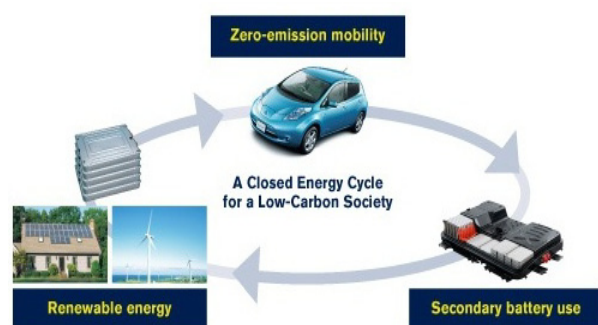 Zero-emission mobility
A Closed Energy Cycle
for a Low-Carbon Society
Renewable energy
Secondary battery use